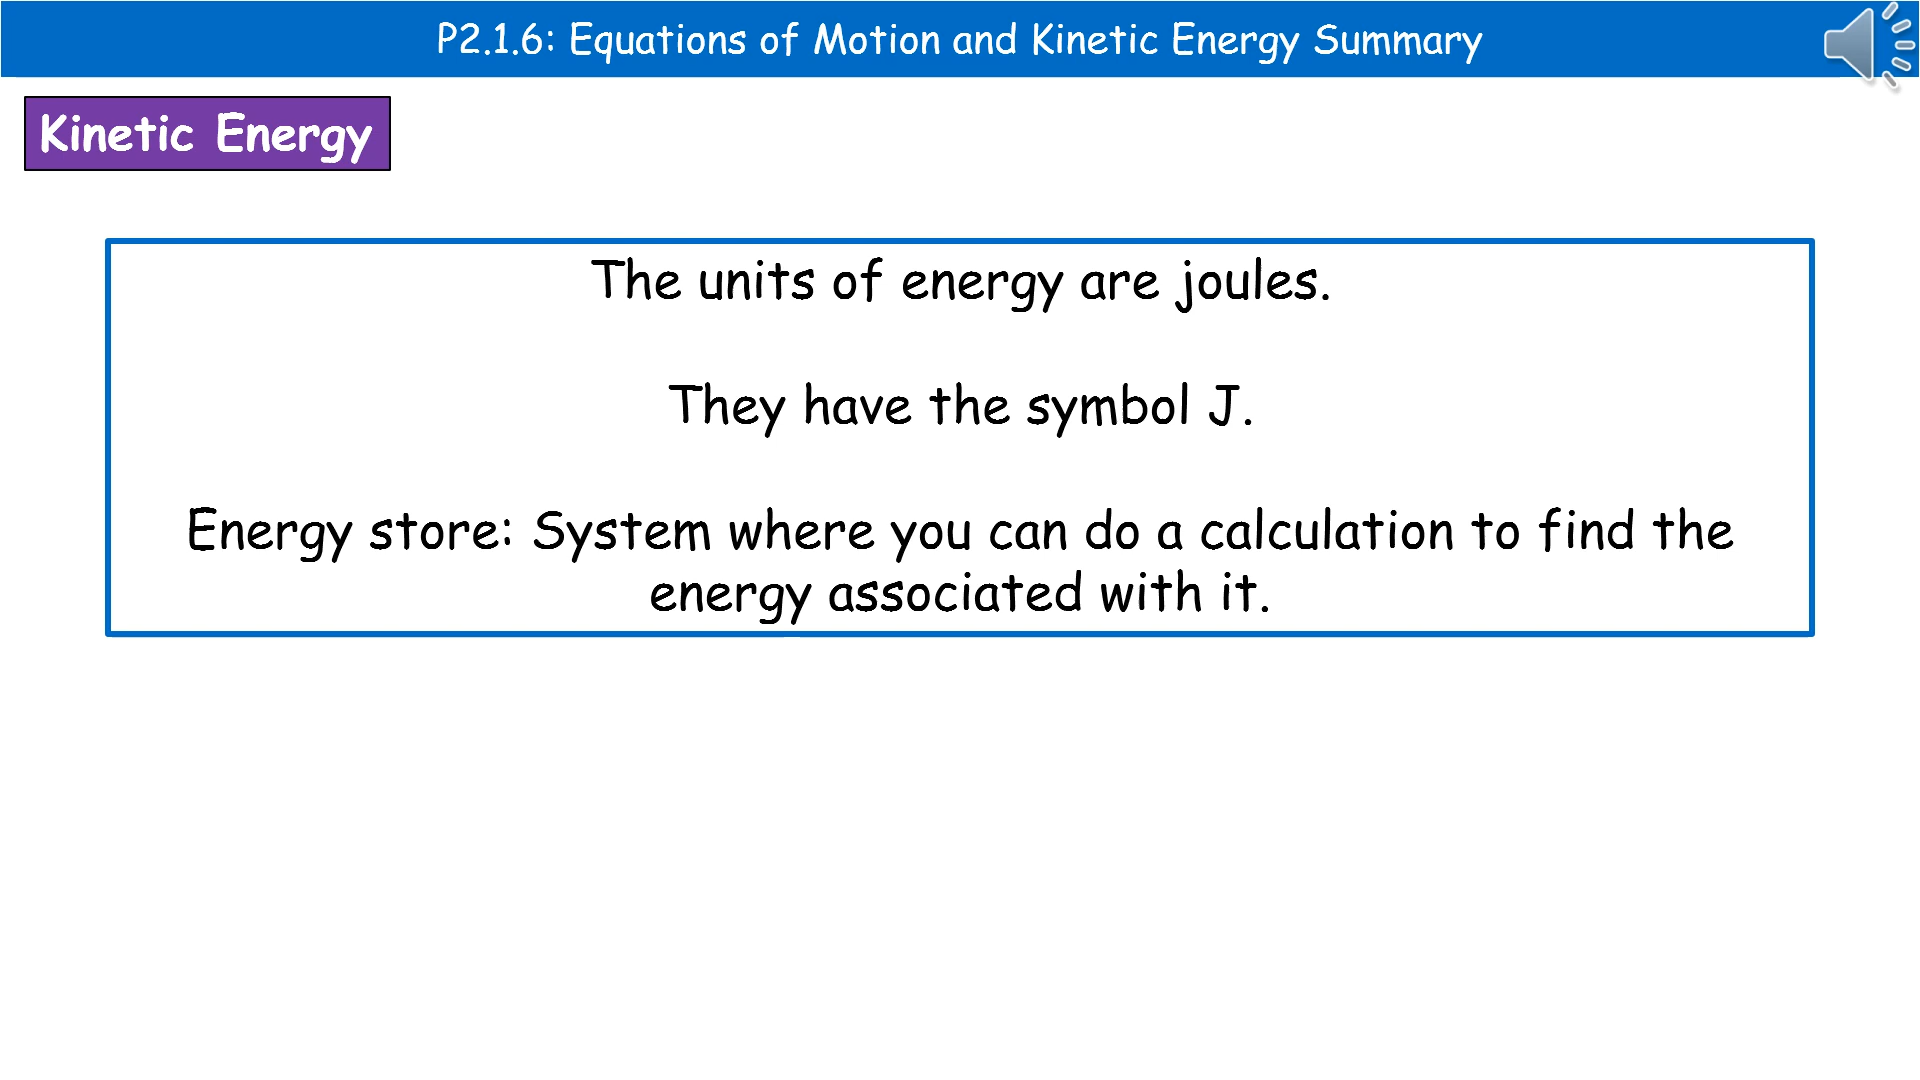 P2.1.6: Equations of Motion and Kinetic Energy Summary
Kinetic Energy
The units of energy are joules.
They have the symbol J.
Energy store: System where you can do a calculation to find the
energy associated with it.